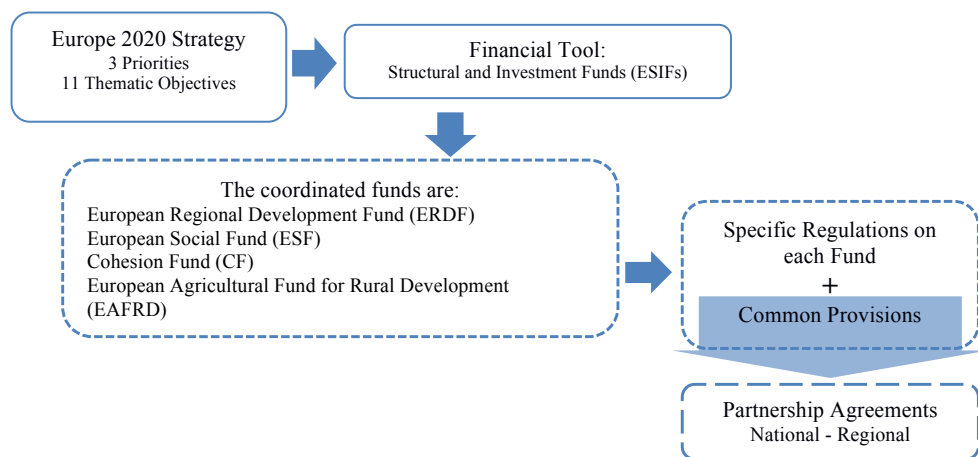 Europe 2020 Strategy
3 Priorities
11 Thematic Objectives
Financial Tool:
Structural and Investment Funds (ESIFs)
The coordinated funds are:
European Regional Development Fund (ERDF)
European Social Fund (ESF)
Cohesion Fund (CF)
European Agricultural Fund for Rural Development
(EAFRD)
Specific Regulations on
each Fund
+
Common Provisions
Partnership Agreements
National - Regional